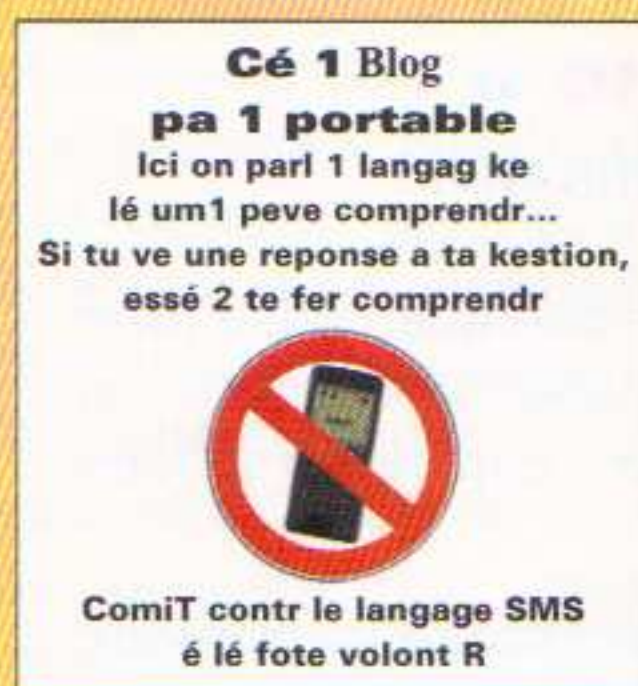 Cé 1 Blog
pa 1 portable
Ici on parl 1 langag ke
lé um1 peve comprendr...
Si tu ve une reponse a ta kestion,
essé 2 te fer comprendr
ComiT contr le langage SMS
é lé fote volont R